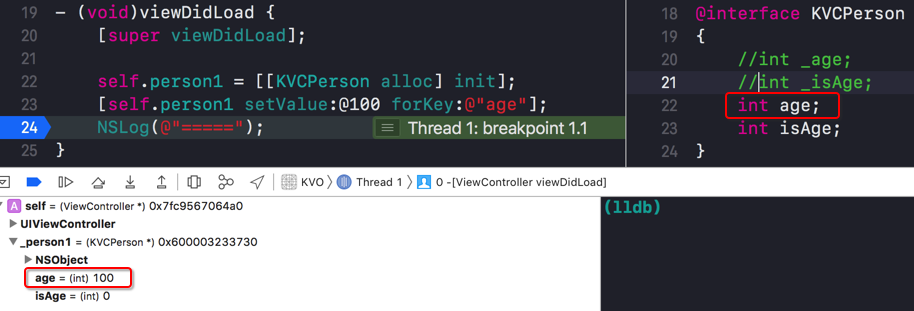 19 - (void)viewDidLoad {
20 [super viewDidLoad];
21
22 self.person1 = [[KVCPerson alloc] init];
23 [self.person1 setValue:@100 forKey:@"age"];
24 NSLog(@"=====");
Thread 1: breakpoint 1.1
25 }
18 @interface KVCPerson
19 {
20 //int _age;
21 //int _isAge;
22 int age;
23 int isAge;
24 }
KVO
Thread 1
0 -[ViewController viewDidLoad]
A self = (ViewController *) 0x7fc9567064a0
UIViewController
_person1 = (KVCPerson *) 0x600003233730
NSObject
age = (int) 100
isAge = (int) 0
(lldb)